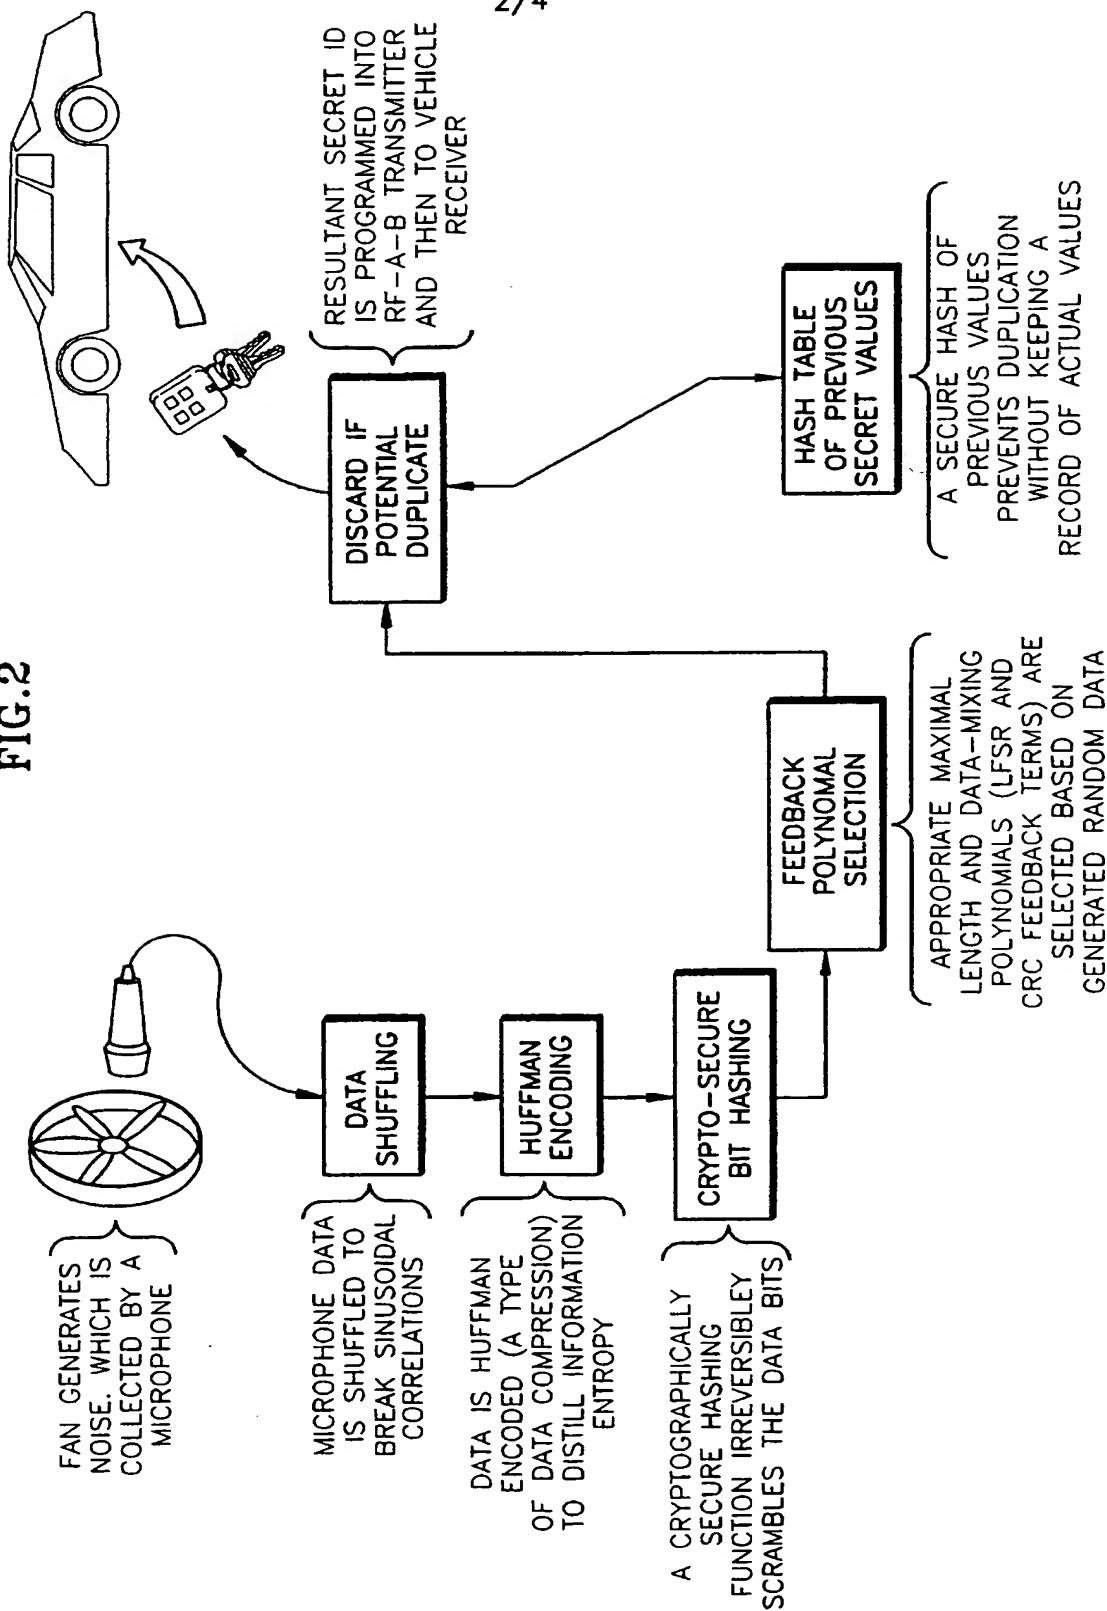 2/4
FIG.2
FAN GENERATES
NOISE. WHICH IS
COLLECTED BY A
MICROPHONE
MICROPHONE DATA
IS SHUFFLED TO
BREAK SINUSOIDAL
CORRELATIONS
DATA
SHUFFLING
DATA IS HUFFMAN
ENCODED (A TYPE
OF DATA COMPRESSION)
TO DISTILL INFORMATION
ENTROPY
HUFFMAN
ENCODING
A CRYPTOGRAPHICALLY
SECURE HASHING
FUNCTION IRREVERSIBLEY
SCRAMBLES THE DATA BITS
CRYPTO-SECURE
BIT HASHING
FEEDBACK
POLYNOMAL
SELECTION
APPROPRIATE MAXIMAL
LENGTH AND DATA-MIXING
POLYNOMIALS (LFSR AND
CRC FEEDBACK TERMS) ARE
SELECTED BASED ON
GENERATED RANDOM DATA
DISCARD IF
POTENTIAL
DUPLICATE
RESULTANT SECRET ID
IS PROGRAMMED INTO
RF-A-B TRANSMITTER
AND THEN TO VEHICLE
RECEIVER
HASH TABLE
OF PREVIOUS
SECRET VALUES
A SECURE HASH OF
PREVIOUS VALUES
PREVENTS DUPLICATION
WITHOUT KEEPING A
RECORD OF ACTUAL VALUES